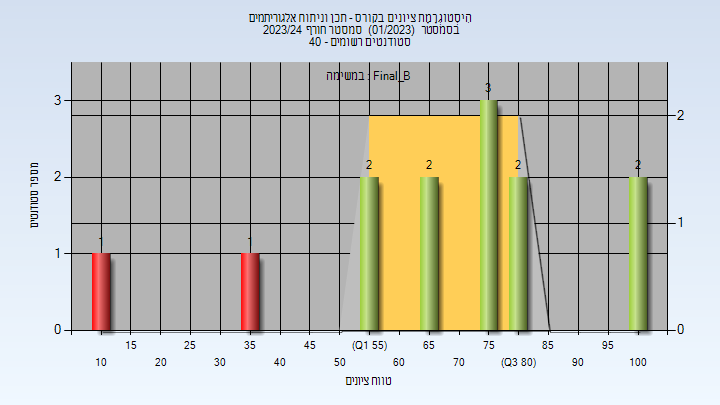 היסטוגרמת ציונים בקורס - תכן וניתוח אלגוריתמים
בסמסטר (01/2023) סמסטר חורף 2023/24
סטודנטים רשומים - 40
במשימה : Final_B
מספר סטודנטים
3
2
1
0
2
1
0
1
1
2
2
3
2
2
15 25 35 45 (Q1 55) 65 75 85 95
10 20 30 40 50 60 70 (Q3 80) 90 100
טווח ציונים